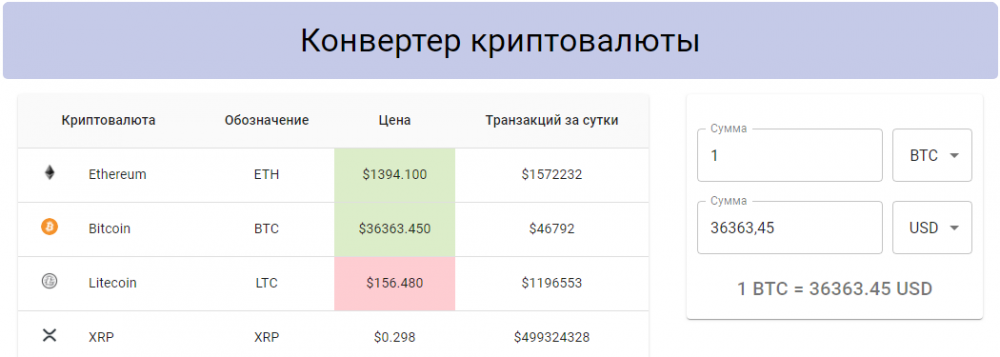 Конвертер криптовалюты
Криптовалюта Обозначение Цена Транзакций за сутки
Ethereum ETH $1394.100 $1572232
Bitcoin BTC $36363.450 $46792
Litecoin LTC $156.480 $1196553
XRP XRP $0.298 $499324328
Сумма
1 BTC
Сумма
36363,45 USD
1 BTC = 36363.45 USD